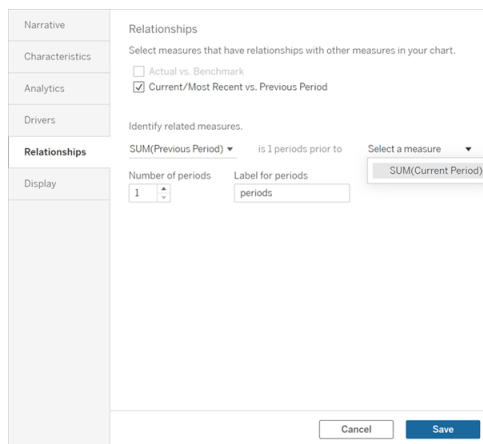 Narrative
Characteristics
Analytics
Drivers
Relationships
Display
Relationships
Select measures that have relationships with other measures in your chart.
Actual vs. Benchmark
Current/Most Recent vs. Previous Period
Identify related measures.
SUM(Previous Period) is 1 periods prior to Select a measure
SUM(Current Period)
Number of periods Label for periods
1 periods
Cancel Save